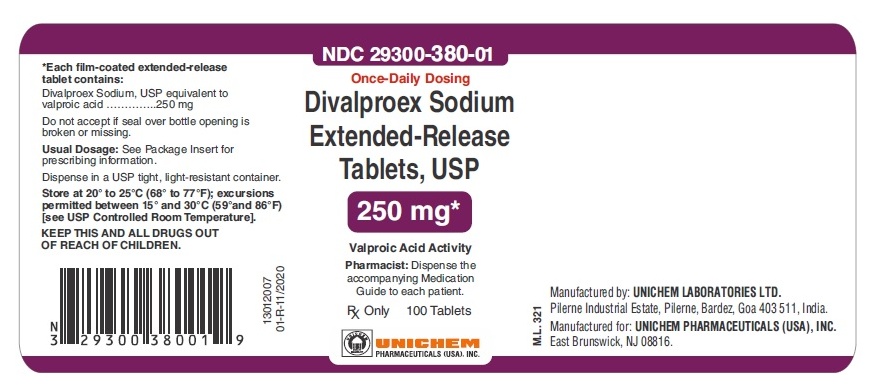 *Each film-coated extended-release
tablet contains:
Divalproex Sodium, USP equivalent to
valproic acid ..............250 mg
Do not accept if seal over bottle opening is
broken or missing.
Usual Dosage: See Package Insert for
prescribing information.
Dispense in a USP tight, light-resistant container.
Store at 20° to 25°C (68° to 77°F); excursions
permitted between 15° and 30°C (59°and 86°F)
[see USP Controlled Room Temperature].
KEEP THIS AND ALL DRUGS OUT
OF REACH OF CHILDREN.
N
3 29300 38001 9
13012007
01-R-11/2020
NDC 29300-380-01
Once-Daily Dosing
Divalproex Sodium
Extended-Release
Tablets, USP
250 mg*
Valproic Acid Activity
Pharmacist: Dispense the
accompanying Medication
Guide to each patient.
Rx Only 100 Tablets
UNICHEM
PHARMACEUTICALS (USA), INC.
M.L. 321
Manufactured by: UNICHEM LABORATORIES LTD.
Pilerne Industrial Estate, Pilerne, Bardez, Goa 403 511, India.
Manufactured for: UNICHEM PHARMACEUTICALS (USA), INC.
East Brunswick, NJ 08816.